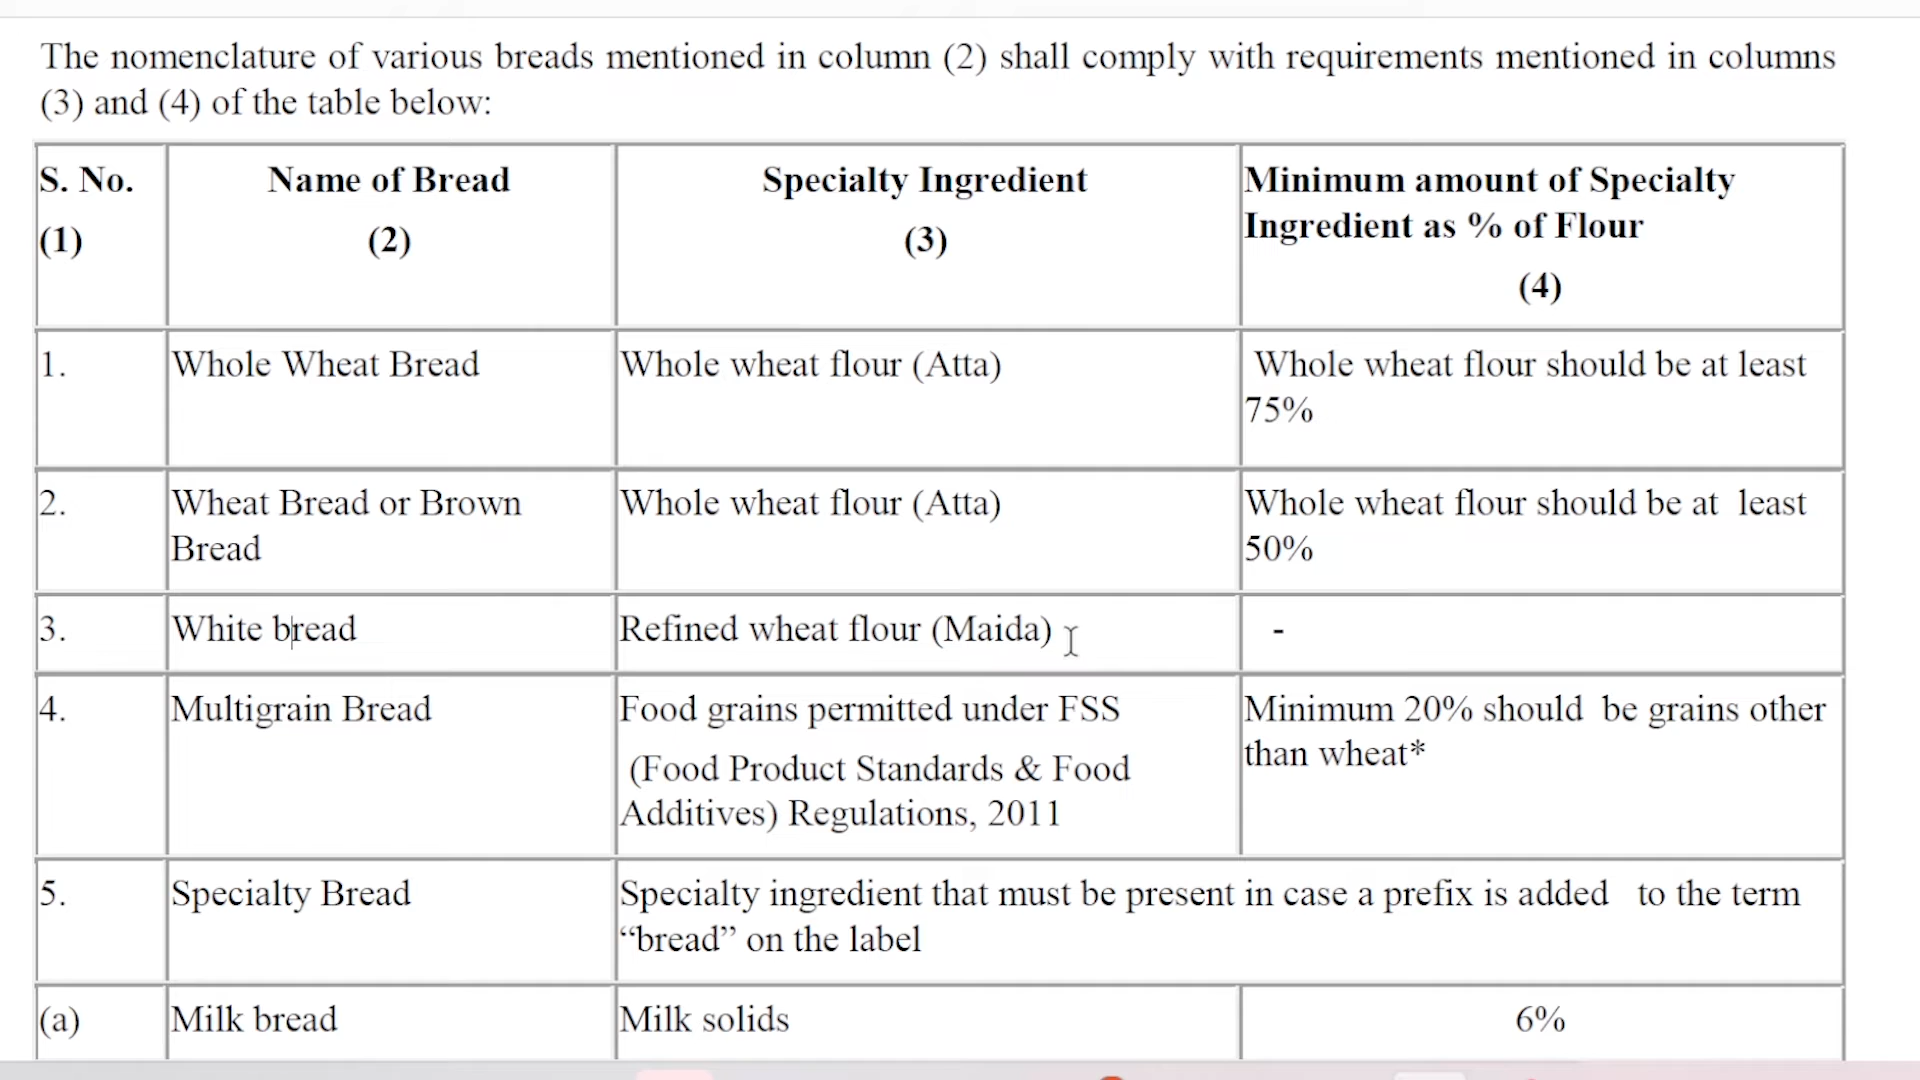 The nomenclature of various breads mentioned in column (2) shall comply with requirements mentioned in columns
(3) and (4) of the table below:
S. No.
(1)
Name of Bread
(2)
Specialty Ingredient
(3)
Minimum amount of Specialty
Ingredient as % of Flour
(4)
1.
Whole Wheat Bread
Whole wheat flour (Atta)
Whole wheat flour should be at least
75%
2.
Wheat Bread or Brown
Bread
Whole wheat flour (Atta)
Whole wheat flour should be at least
50%
3.
White bread
Refined wheat flour (Maida)
-
4.
Multigrain Bread
Food grains permitted under FSS
(Food Product Standards & Food
Additives) Regulations, 2011
Minimum 20% should be grains other
than wheat*
5.
Specialty Bread
Specialty ingredient that must be present in case a prefix is added to the term
“bread” on the label
(a)
Milk bread
Milk solids
6%